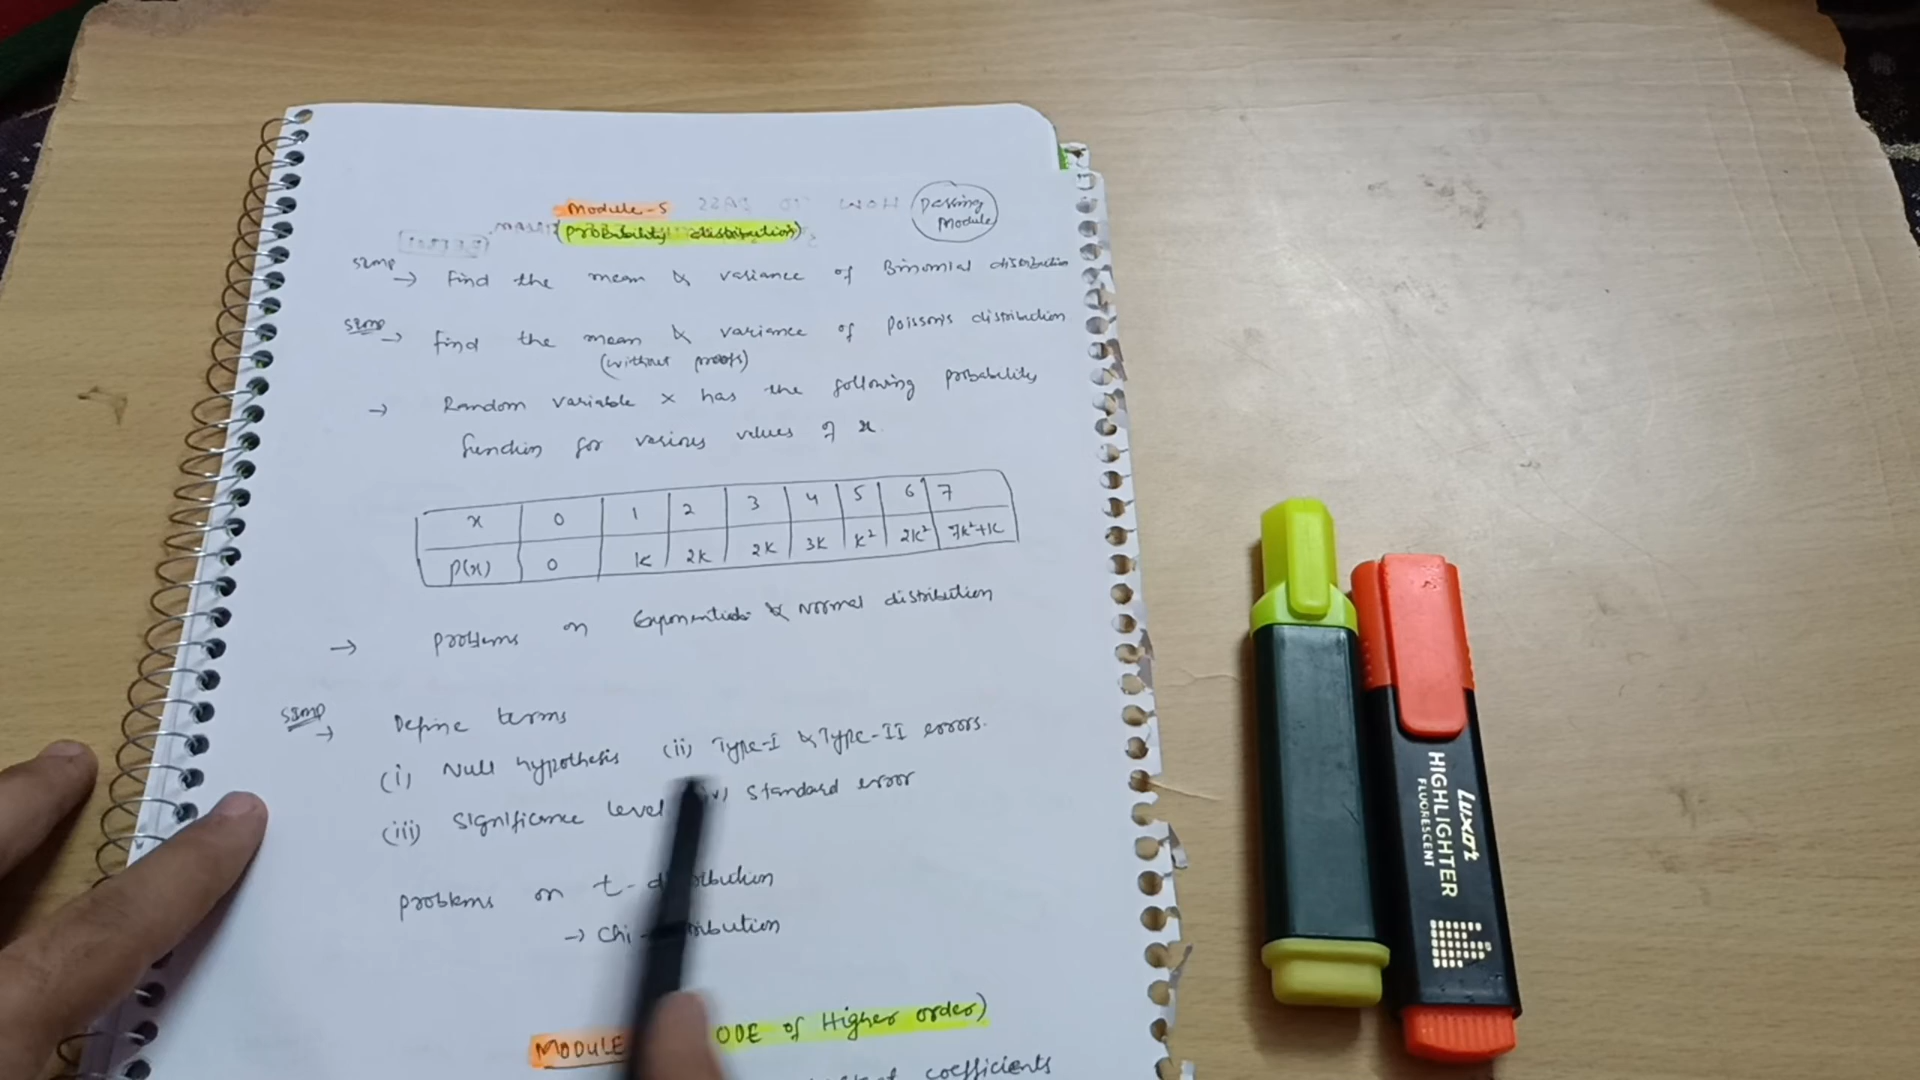 Module-5
Passing Module
(Probability distribution)
SIMP → Find the mean & variance of Binomial distribution
SIMP → Find the mean & variance of poisson's distribution
(without proofs)
→ Random variable x has the following probability
function for various values of x.
x 0 1 2 3 4 5 6 7
P(x) 0 k 2k 2k 3k k² 2k² 7k²+k
→ Problems on Exponential & Normal distribution
SIMP → Define terms
(i) Null hypothesis (ii) Type-I & Type-II errors.
(iii) Significance level standard error
problems on t-
→ Chi
MODULE ODE of Higher order)
coefficients
Luxor
HIGHLIGHTER
FLUORESCENT